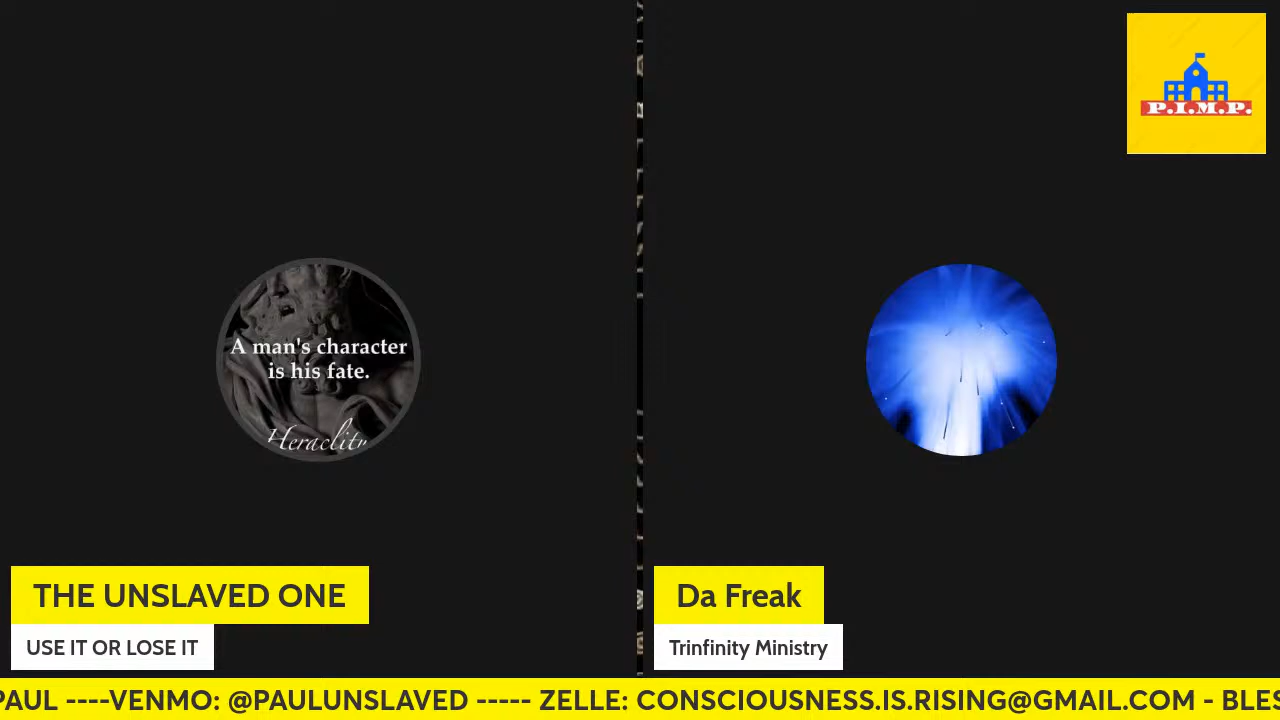 P.I.M.P.
A man's character
is his fate.
THE UNSLAVED ONE
USE IT OR LOSE IT
Da Freak
Trinfinity Ministry
PAUL ----VENMO: @PAULUNSLAVED ----- ZELLE: CONSCIOUSNESS.IS.RISING@GMAIL.COM - BLES